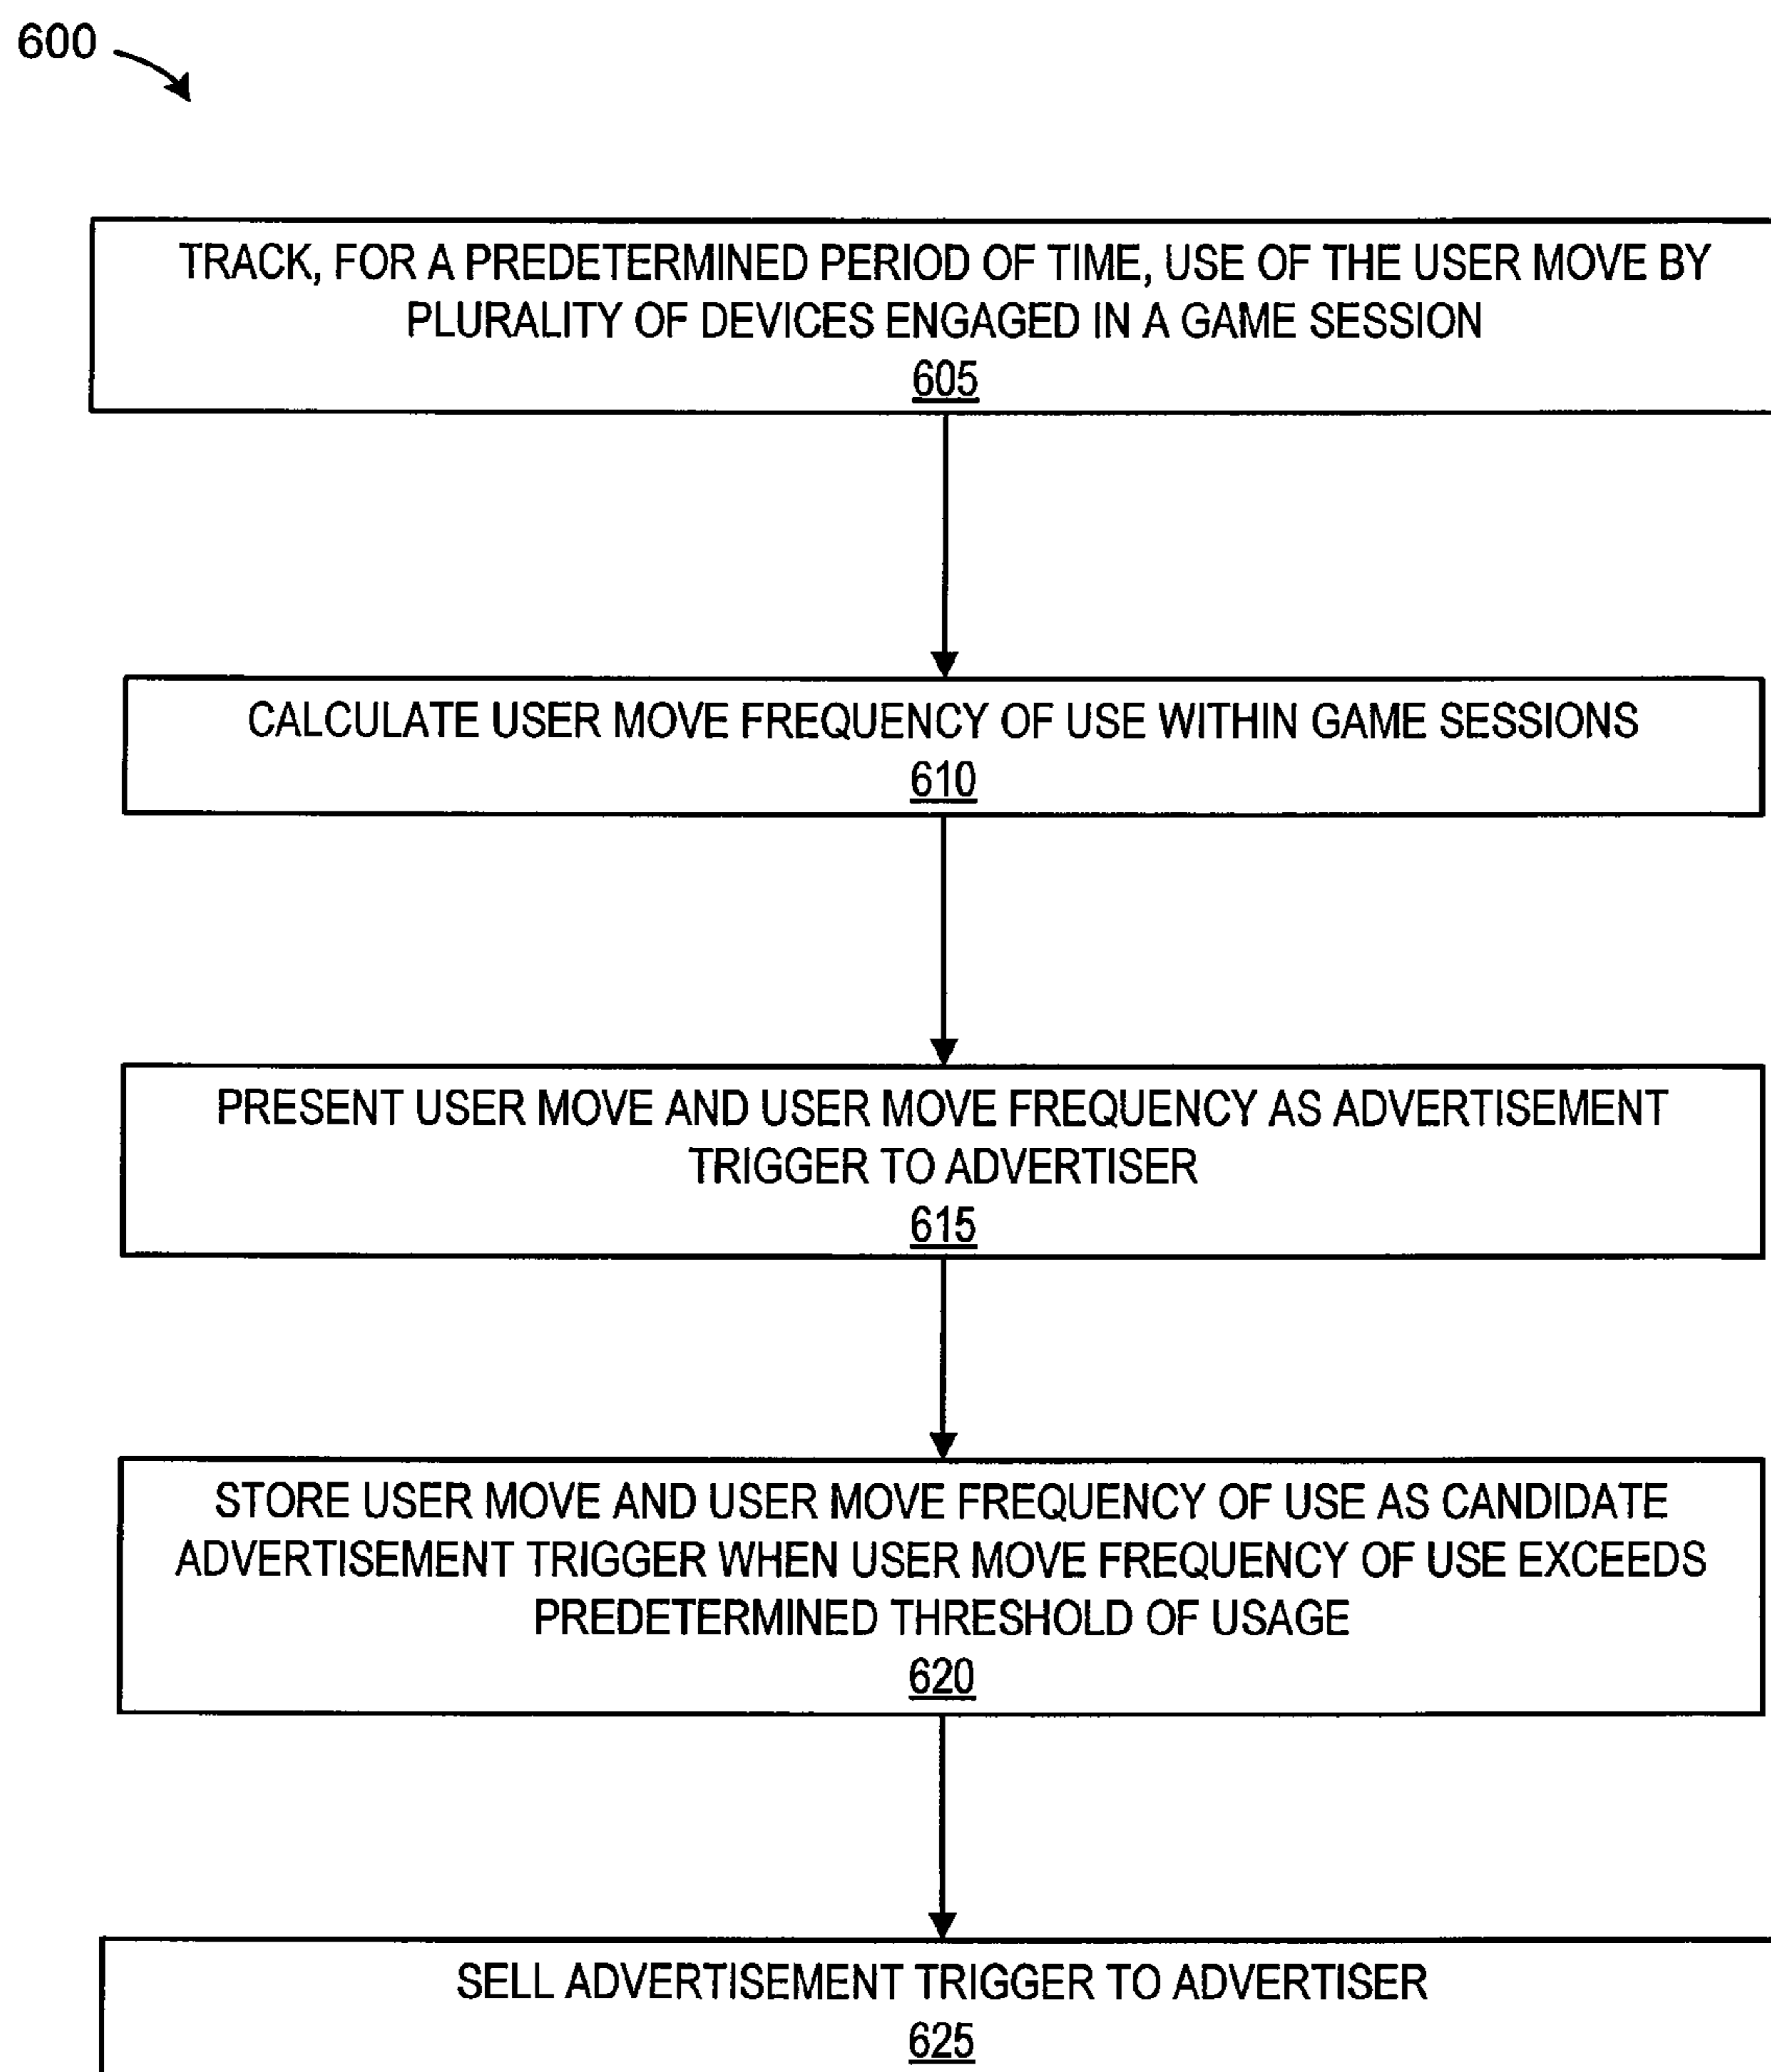 600
TRACK, FOR A PREDETERMINED PERIOD OF TIME, USE OF THE USER MOVE BY
PLURALITY OF DEVICES ENGAGED IN A GAME SESSION
605
CALCULATE USER MOVE FREQUENCY OF USE WITHIN GAME SESSIONS
610
PRESENT USER MOVE AND USER MOVE FREQUENCY AS ADVERTISEMENT
TRIGGER TO ADVERTISER
615
STORE USER MOVE AND USER MOVE FREQUENCY OF USE AS CANDIDATE
ADVERTISEMENT TRIGGER WHEN USER MOVE FREQUENCY OF USE EXCEEDS
PREDETERMINED THRESHOLD OF USAGE
620
SELL ADVERTISEMENT TRIGGER TO ADVERTISER
625